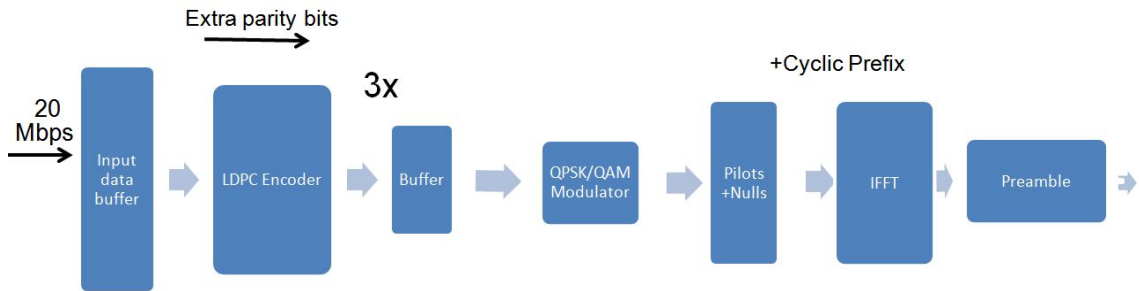 Extra parity bits
+Cyclic Prefix
3x
20
Mbps
Input
data
buffer
LDPC Encoder
Buffer
QPSK/QAM
Modulator
Pilots
+Nulls
IFFT
Preamble